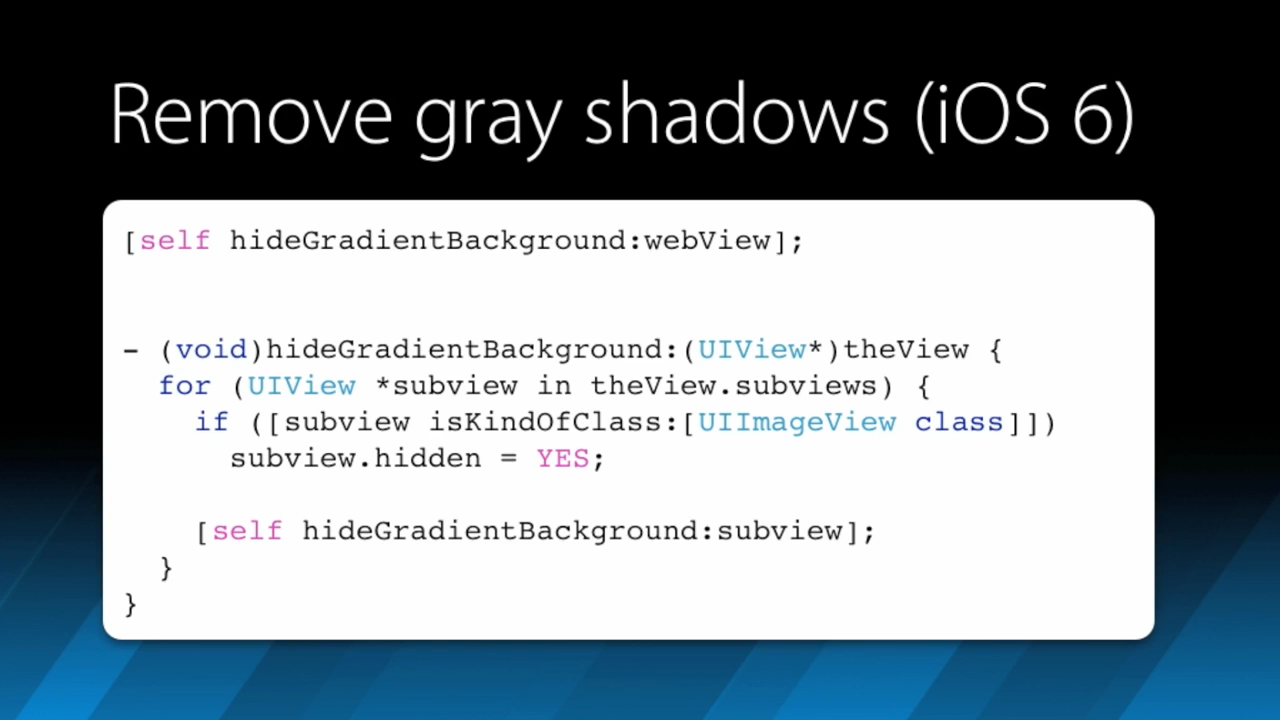 Remove gray shadows (iOS 6)
[self hideGradientBackground:webView];
- (void)hideGradientBackground:(UIView*)theView {
for (UIView *subview in theView.subviews) {
if ([subview isKindOfClass:[UIImageView class]])
subview.hidden = YES;
[self hideGradientBackground:subview];
}
}